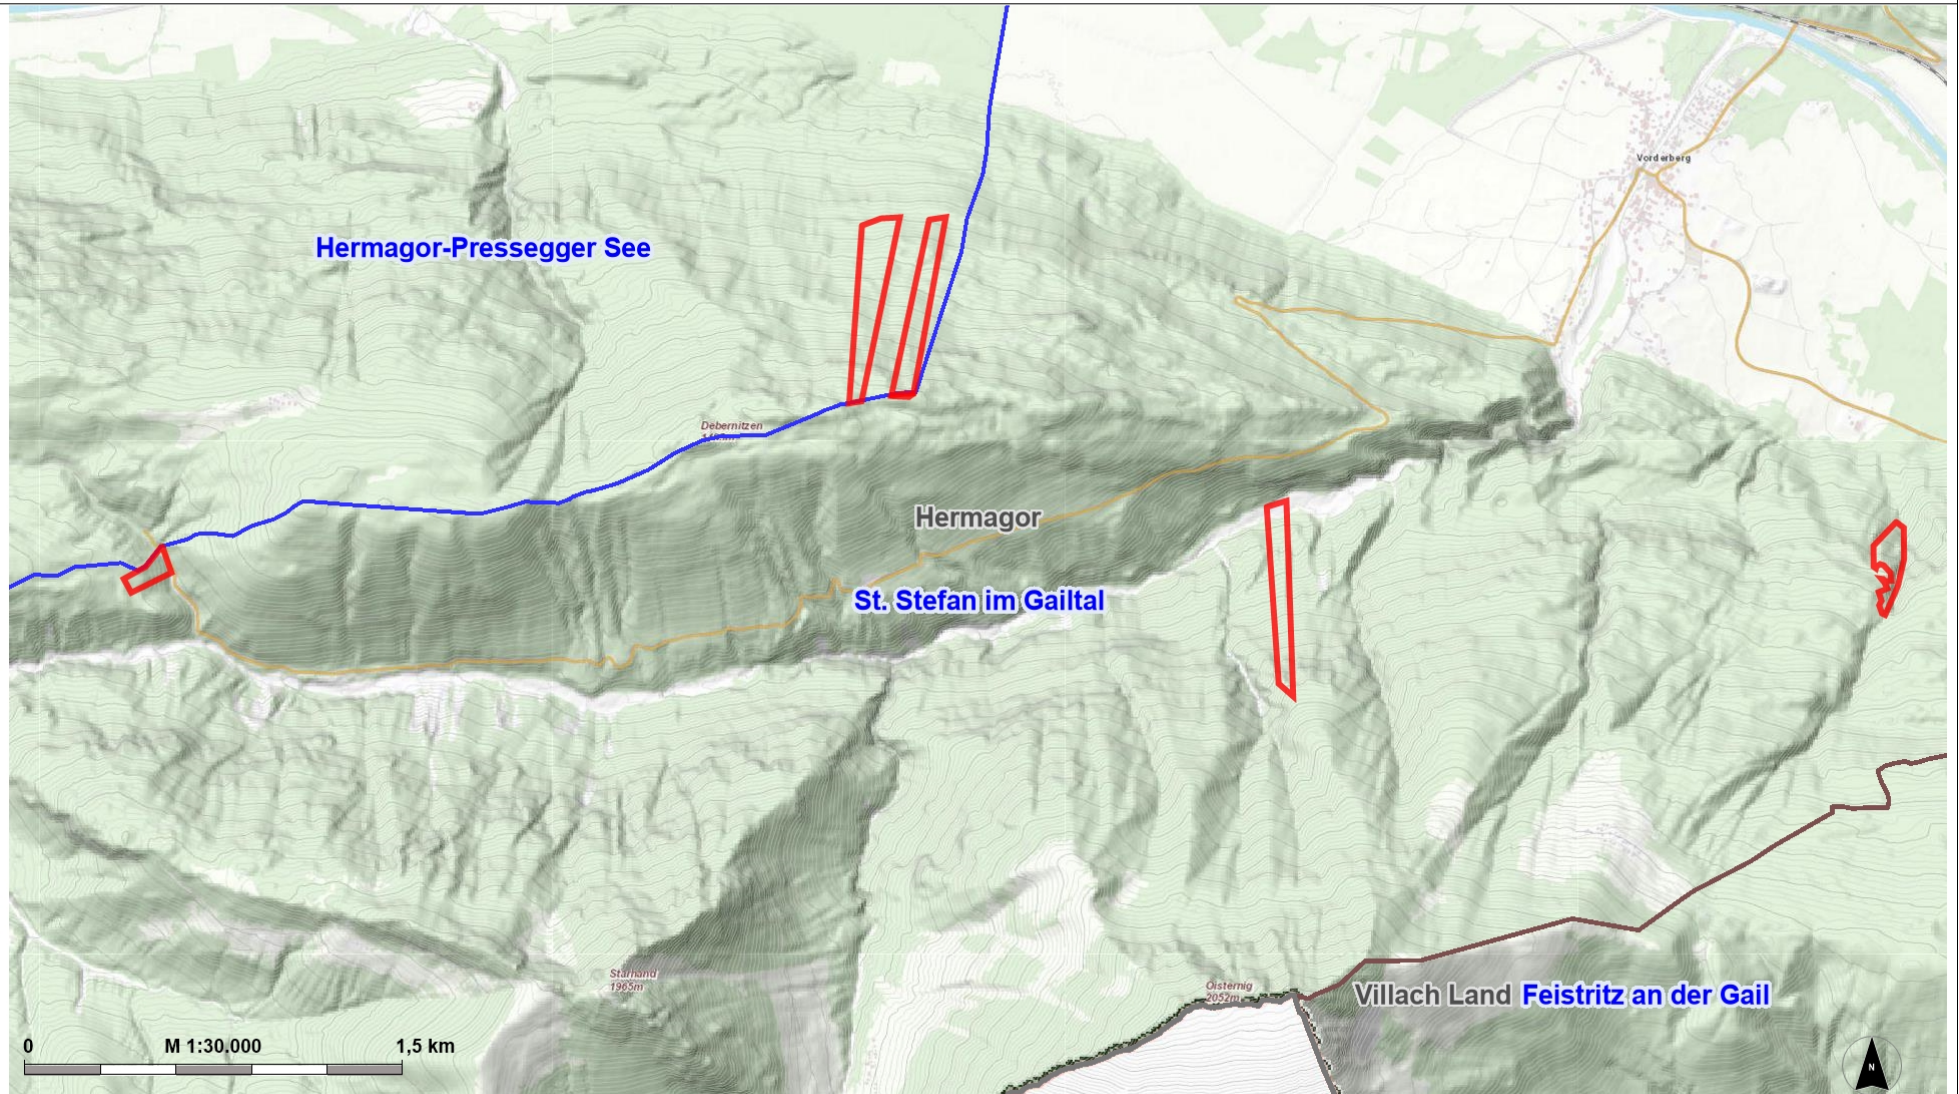 Vorderberg
Hermagor-Pressegger See
Debernitzen
Hermagor
St. Stefan im Gailtal
Starhand
1965m
Oisternig
2052m
Villach Land Feistritz an der Gail
0 M 1:30.000 1,5 km
N